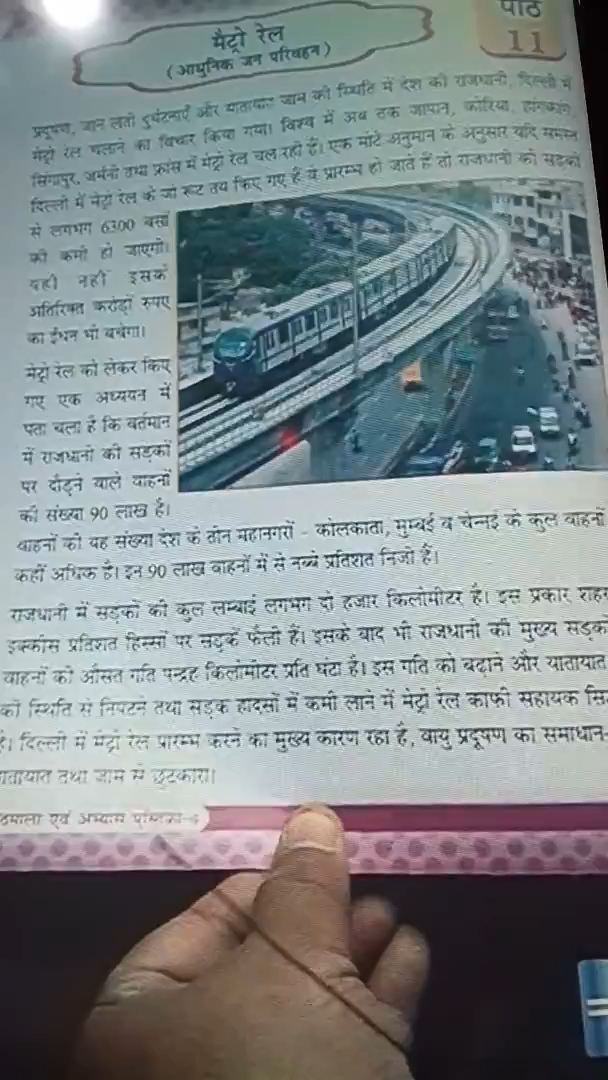 पाठ
11
मैट्रो रेल
(आधुनिक जन परिवहन)
प्रदूषण, जान लेती दुर्घटनाएँ और यातायात जाम की स्थिति में देश की राजधानी, दिल्ली में
मेट्रो रेल चलाने का विचार किया गया। विश्व में अब तक जापान, कोरिया, हांगकांग,
सिंगापुर, जर्मनी तथा फ्रांस में मेट्रो रेल चल रही हैं। एक मोटे अनुमान के अनुसार यदि समस्त
दिल्ली में मेट्रो रेल के जो रूट तय किए गए हैं वे प्रारम्भ हो जाते हैं तो राजधानी की सड़कों
से लगभग 6300 बसों
की कमी हो जाएगी।
यही नहीं इसके
अतिरिक्त करोड़ों रुपए
का ईंधन भी बचेगा।
मेट्रो रेल को लेकर किए
गए एक अध्ययन में
पता चला है कि वर्तमान
में राजधानी की सड़कों
पर दौड़ने वाले वाहनों
की संख्या 90 लाख है।
वाहनों की यह संख्या देश के तीन महानगरों - कोलकाता, मुम्बई व चेन्नई के कुल वाहनों
कहीं अधिक है। इन 90 लाख वाहनों में से नब्बे प्रतिशत निजी हैं।
राजधानी में सड़कों की कुल लम्बाई लगभग दो हजार किलोमीटर है। इस प्रकार शहर
इक्कीस प्रतिशत हिस्सों पर सड़कें फैली हैं। इसके बाद भी राजधानी की मुख्य सड़कों
वाहनों की औसत गति पन्द्रह किलोमीटर प्रति घंटा है। इस गति को बढ़ाने और यातायात
की स्थिति से निपटने तथा सड़क हादसों में कमी लाने में मेट्रो रेल काफी सहायक सि
है। दिल्ली में मेट्रो रेल प्रारम्भ करने का मुख्य कारण रहा है, वायु प्रदूषण का समाधान-
यातायात तथा जाम से छुटकारा।
ठमाला एवं अभ्यास पुस्तिका-